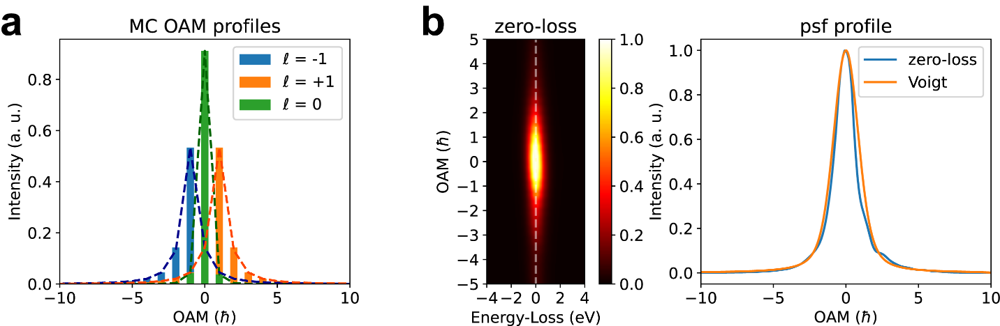 a
MC OAM profiles
Intensity (a. u.)
0.8
0.6
0.4
0.2
0.0
−10
−5
0
5
10
OAM (ℏ)
ℓ = -1
ℓ = +1
ℓ = 0
b
zero-loss
OAM (ℏ)
5
4
3
2
1
0
−1
−2
−3
−4
−5
−4
−2
0
2
4
Energy-Loss (eV)
1.0
0.8
0.6
0.4
0.2
0.0
psf profile
Intensity (a. u.)
1.0
0.8
0.6
0.4
0.2
0.0
−10
−5
0
5
10
OAM (ℏ)
zero-loss
Voigt